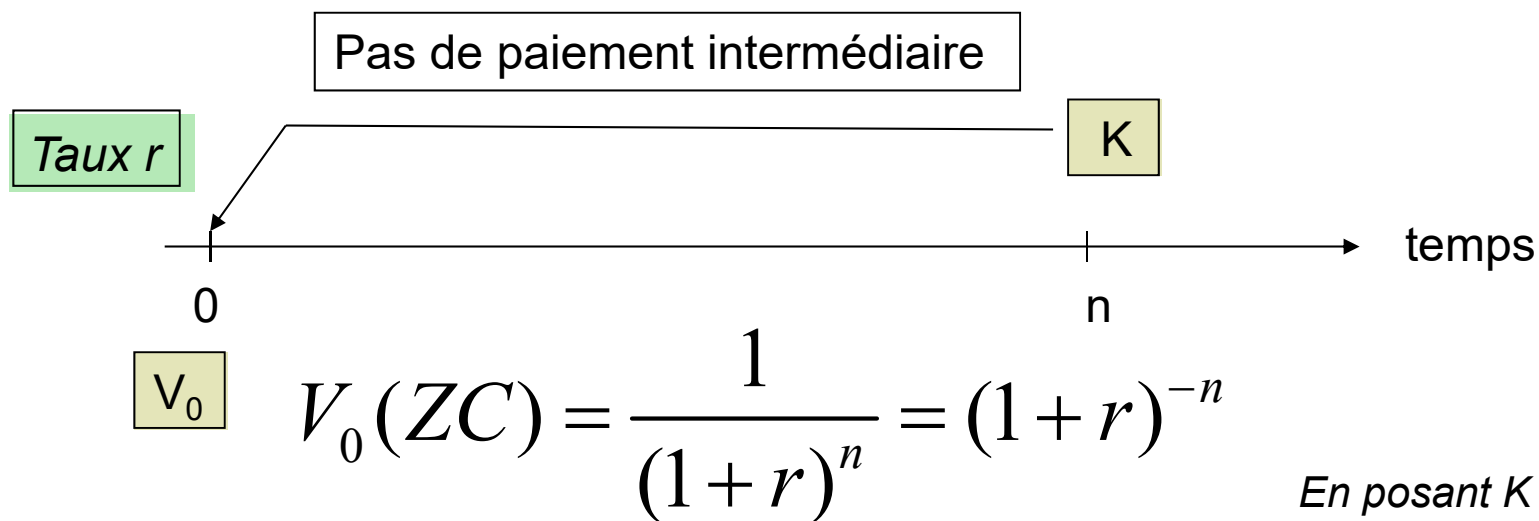 Pas de paiement intermédiaire
Taux r
K
temps
0
n
V₀
V₀(ZC) = 1/(1+r)ⁿ = (1+r)⁻ⁿ
En posant K